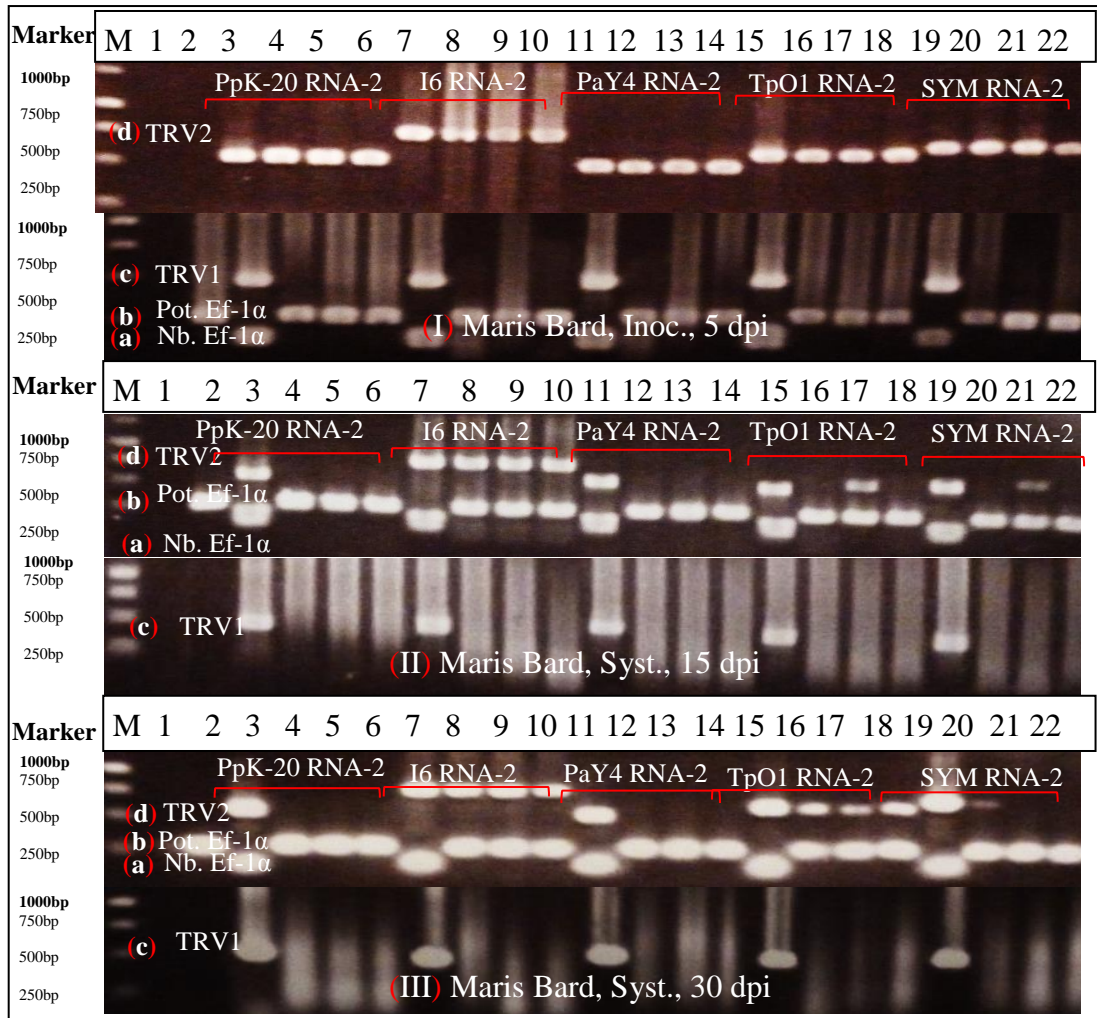 Marker M 1 2 3 4 5 6 7 8 9 10 11 12 13 14 15 16 17 18 19 20 21 22
1000bp
PpK-20 RNA-2 I6 RNA-2 PaY4 RNA-2 TpO1 RNA-2 SYM RNA-2
750bp
(d) TRV2
500bp
250bp
1000bp
750bp
(c) TRV1
500bp
(b) Pot. Ef-1α
250bp
(a) Nb. Ef-1α
(I) Maris Bard, Inoc., 5 dpi
Marker M 1 2 3 4 5 6 7 8 9 10 11 12 13 14 15 16 17 18 19 20 21 22
PpK-20 RNA-2 I6 RNA-2 PaY4 RNA-2 TpO1 RNA-2 SYM RNA-2
1000bp
750bp
(d) TRV2
500bp
(b) Pot. Ef-1α
250bp
(a) Nb. Ef-1α
1000bp
750bp
500bp
(c) TRV1
250bp
(II) Maris Bard, Syst., 15 dpi
Marker M 1 2 3 4 5 6 7 8 9 10 11 12 13 14 15 16 17 18 19 20 21 22
1000bp
PpK-20 RNA-2 I6 RNA-2 PaY4 RNA-2 TpO1 RNA-2 SYM RNA-2
750bp
(d) TRV2
500bp
(b) Pot. Ef-1α
250bp
(a) Nb. Ef-1α
1000bp
750bp
(c) TRV1
500bp
250bp
(III) Maris Bard, Syst., 30 dpi